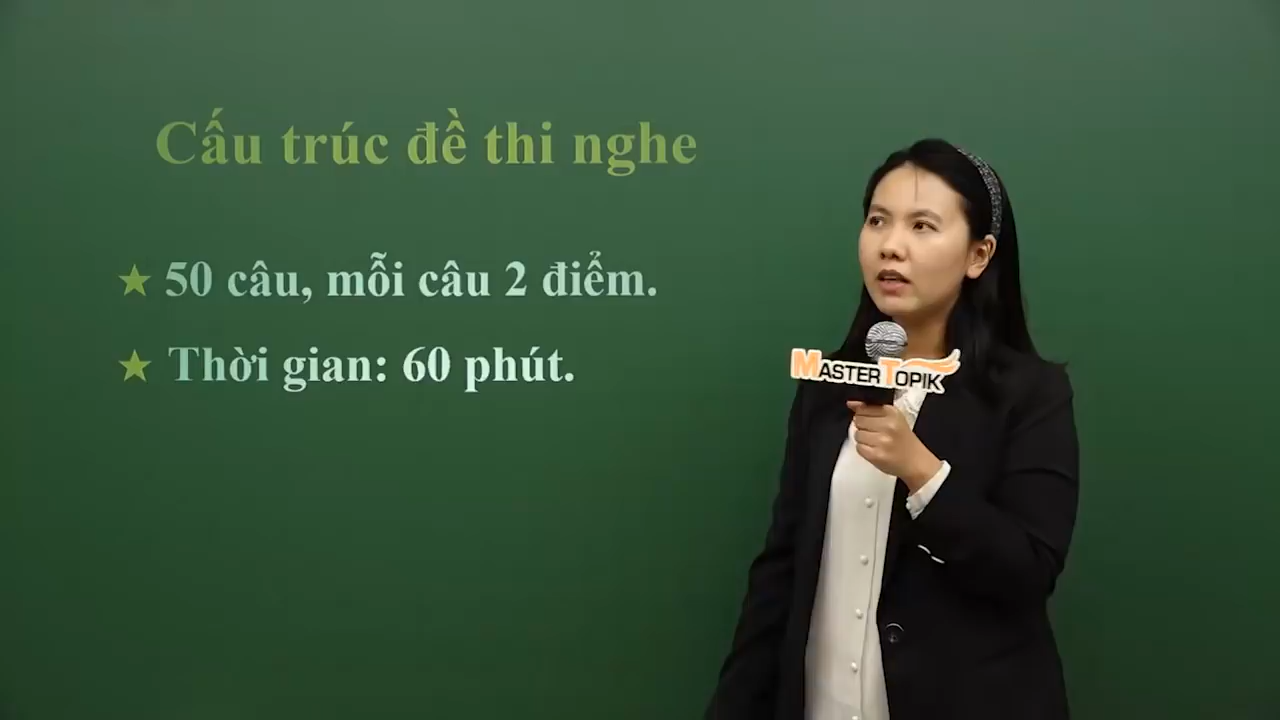 Cấu trúc đề thi nghe
★ 50 câu, mỗi câu 2 điểm.
★ Thời gian: 60 phút.
MASTER TOPIK